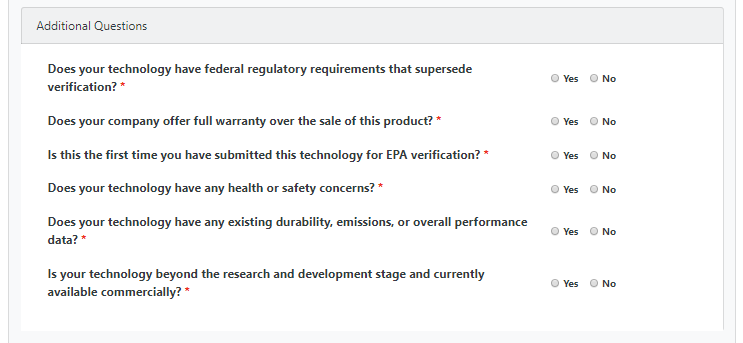 Additional Questions
Does your technology have federal regulatory requirements that supersede
verification? *
Yes No
Does your company offer full warranty over the sale of this product? *
Yes No
Is this the first time you have submitted this technology for EPA verification? *
Yes No
Does your technology have any health or safety concerns? *
Yes No
Does your technology have any existing durability, emissions, or overall performance
data? *
Yes No
Is your technology beyond the research and development stage and currently
available commercially? *
Yes No